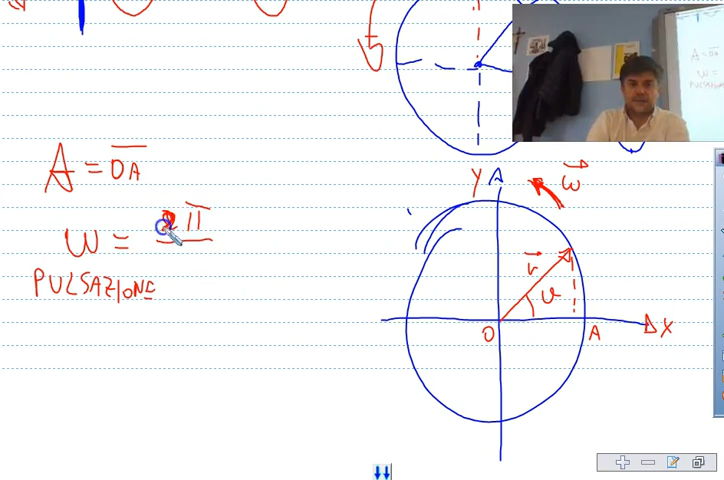 A = OA
ω = 2π
PULSAZIONE
Y A
ω
r
O
A
X